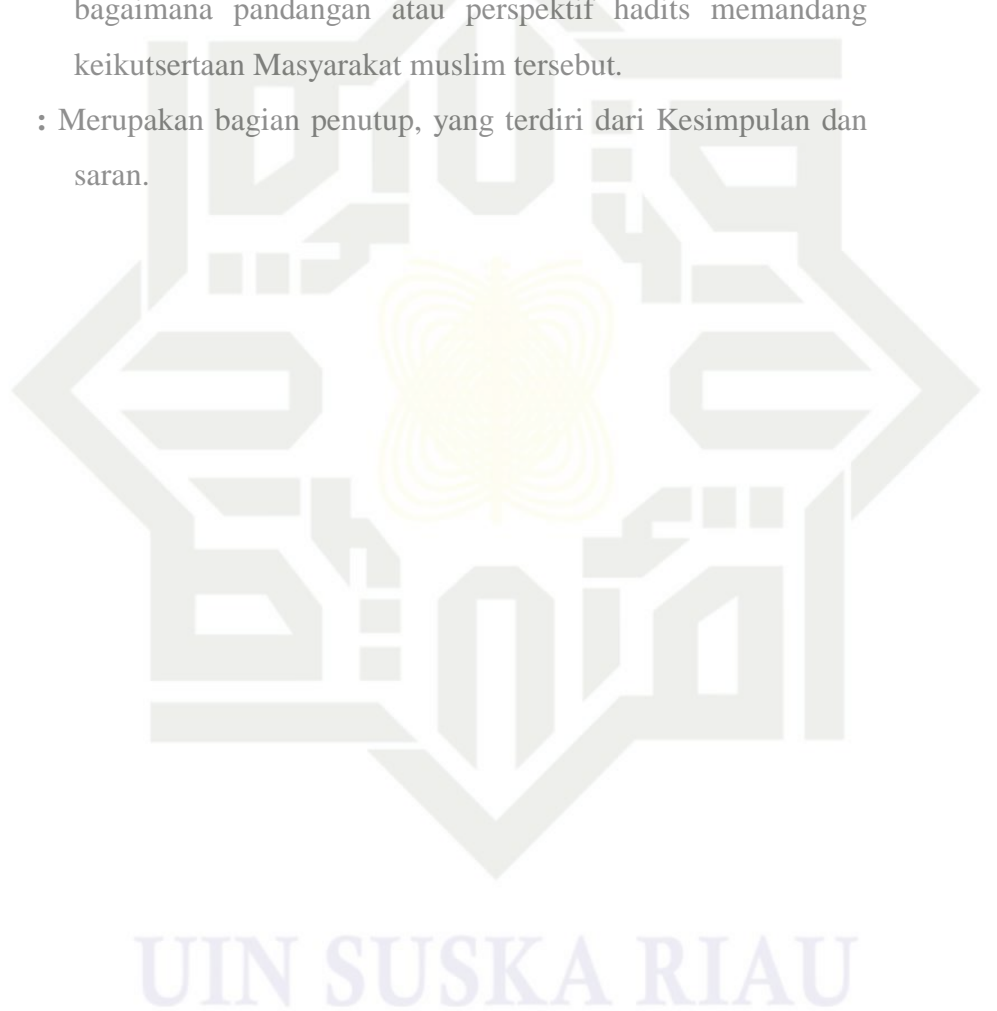 bagaimana pandangan atau perspektif hadits memandang
keikutsertaan Masyarakat muslim tersebut.
: Merupakan bagian penutup, yang terdiri dari Kesimpulan dan
saran.
UIN SUSKA RIAU